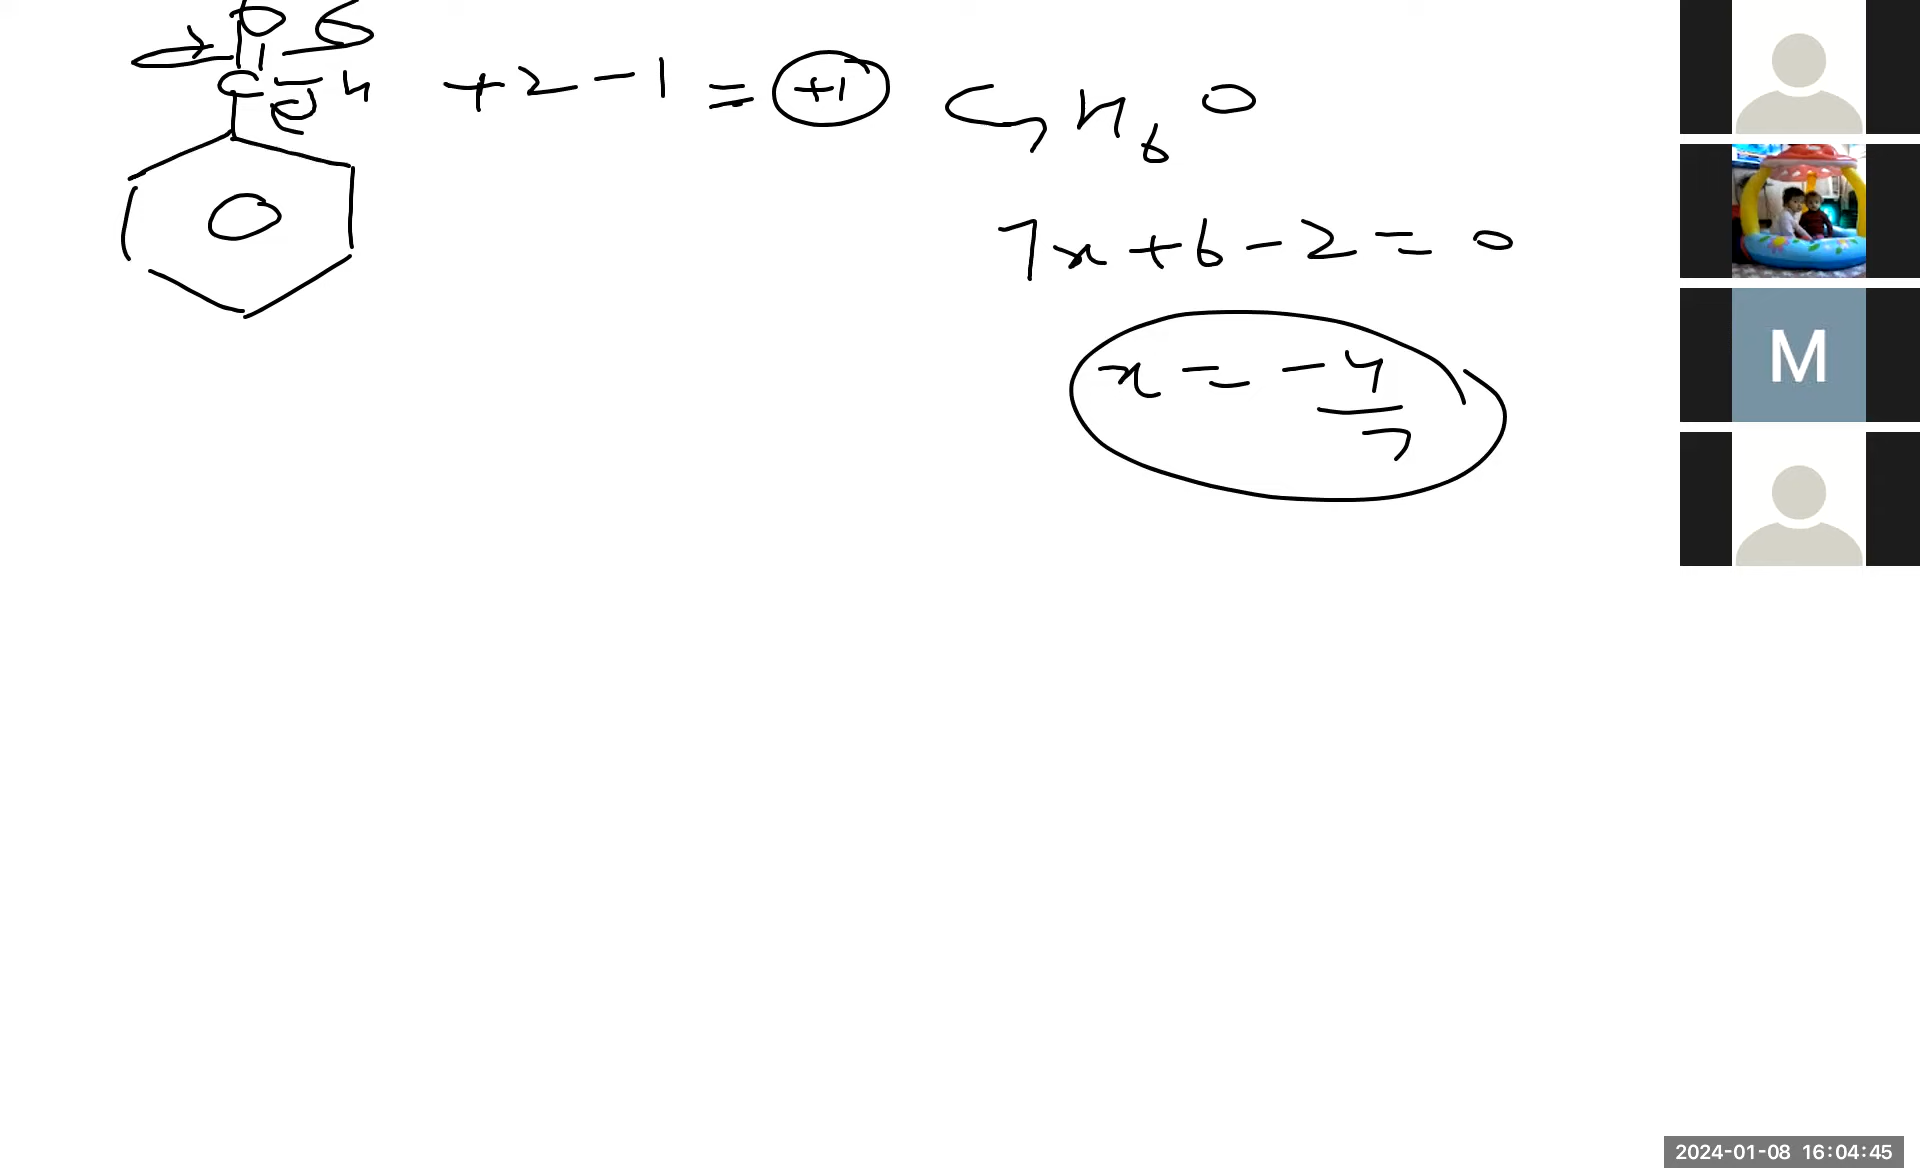 O
C - H + 2 - 1 = +1 C7H6O
7x + 6 - 2 = 0
x = - 4
7
M
2024-01-08 16:04:45